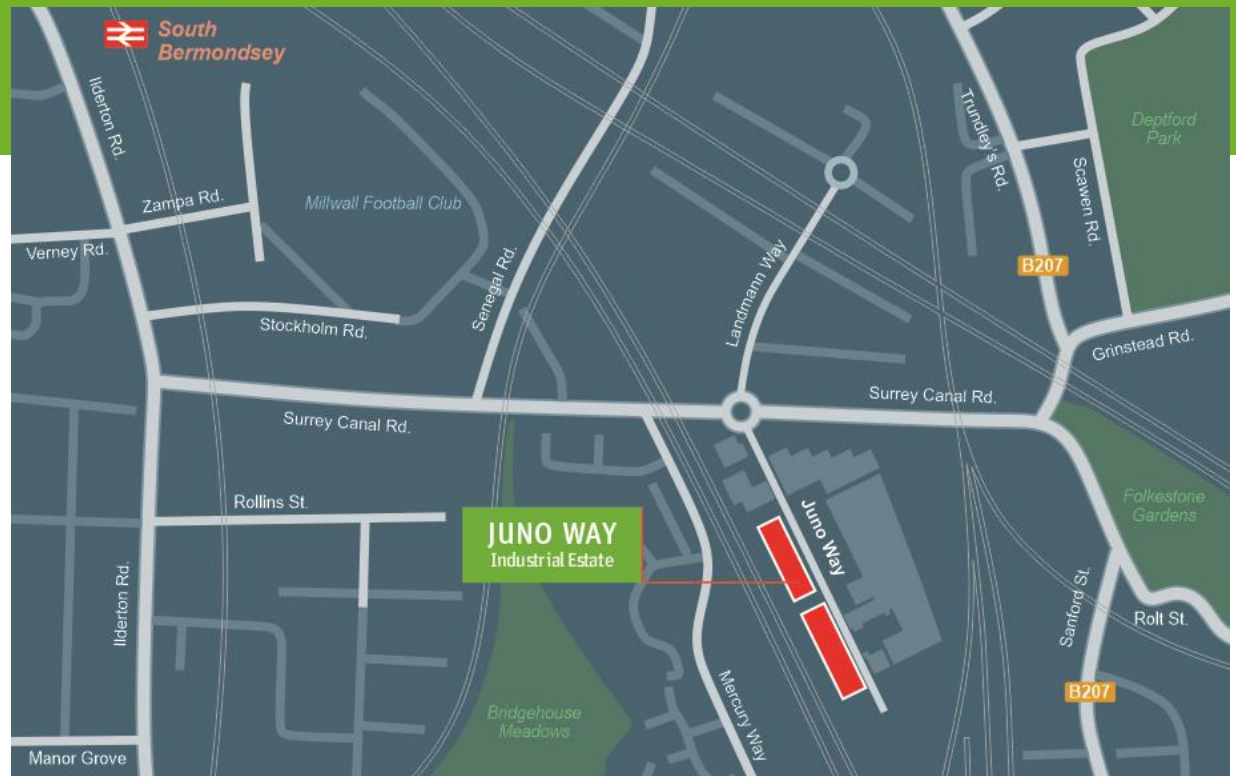 South
Bermondsey
Ilderton Rd.
Trundley's Rd.
Deptford
Park
Scawen Rd.
Zampa Rd.
Millwall Football Club
Verney Rd.
Senegal Rd.
Landmann Way
B207
Stockholm Rd.
Grinstead Rd.
Surrey Canal Rd.
Surrey Canal Rd.
Rollins St.
JUNO WAY
Industrial Estate
Juno Way
Folkestone
Gardens
Ilderton Rd.
Sanford St.
Rolt St.
Mercury Way
B207
Bridgehouse
Meadows
Manor Grove